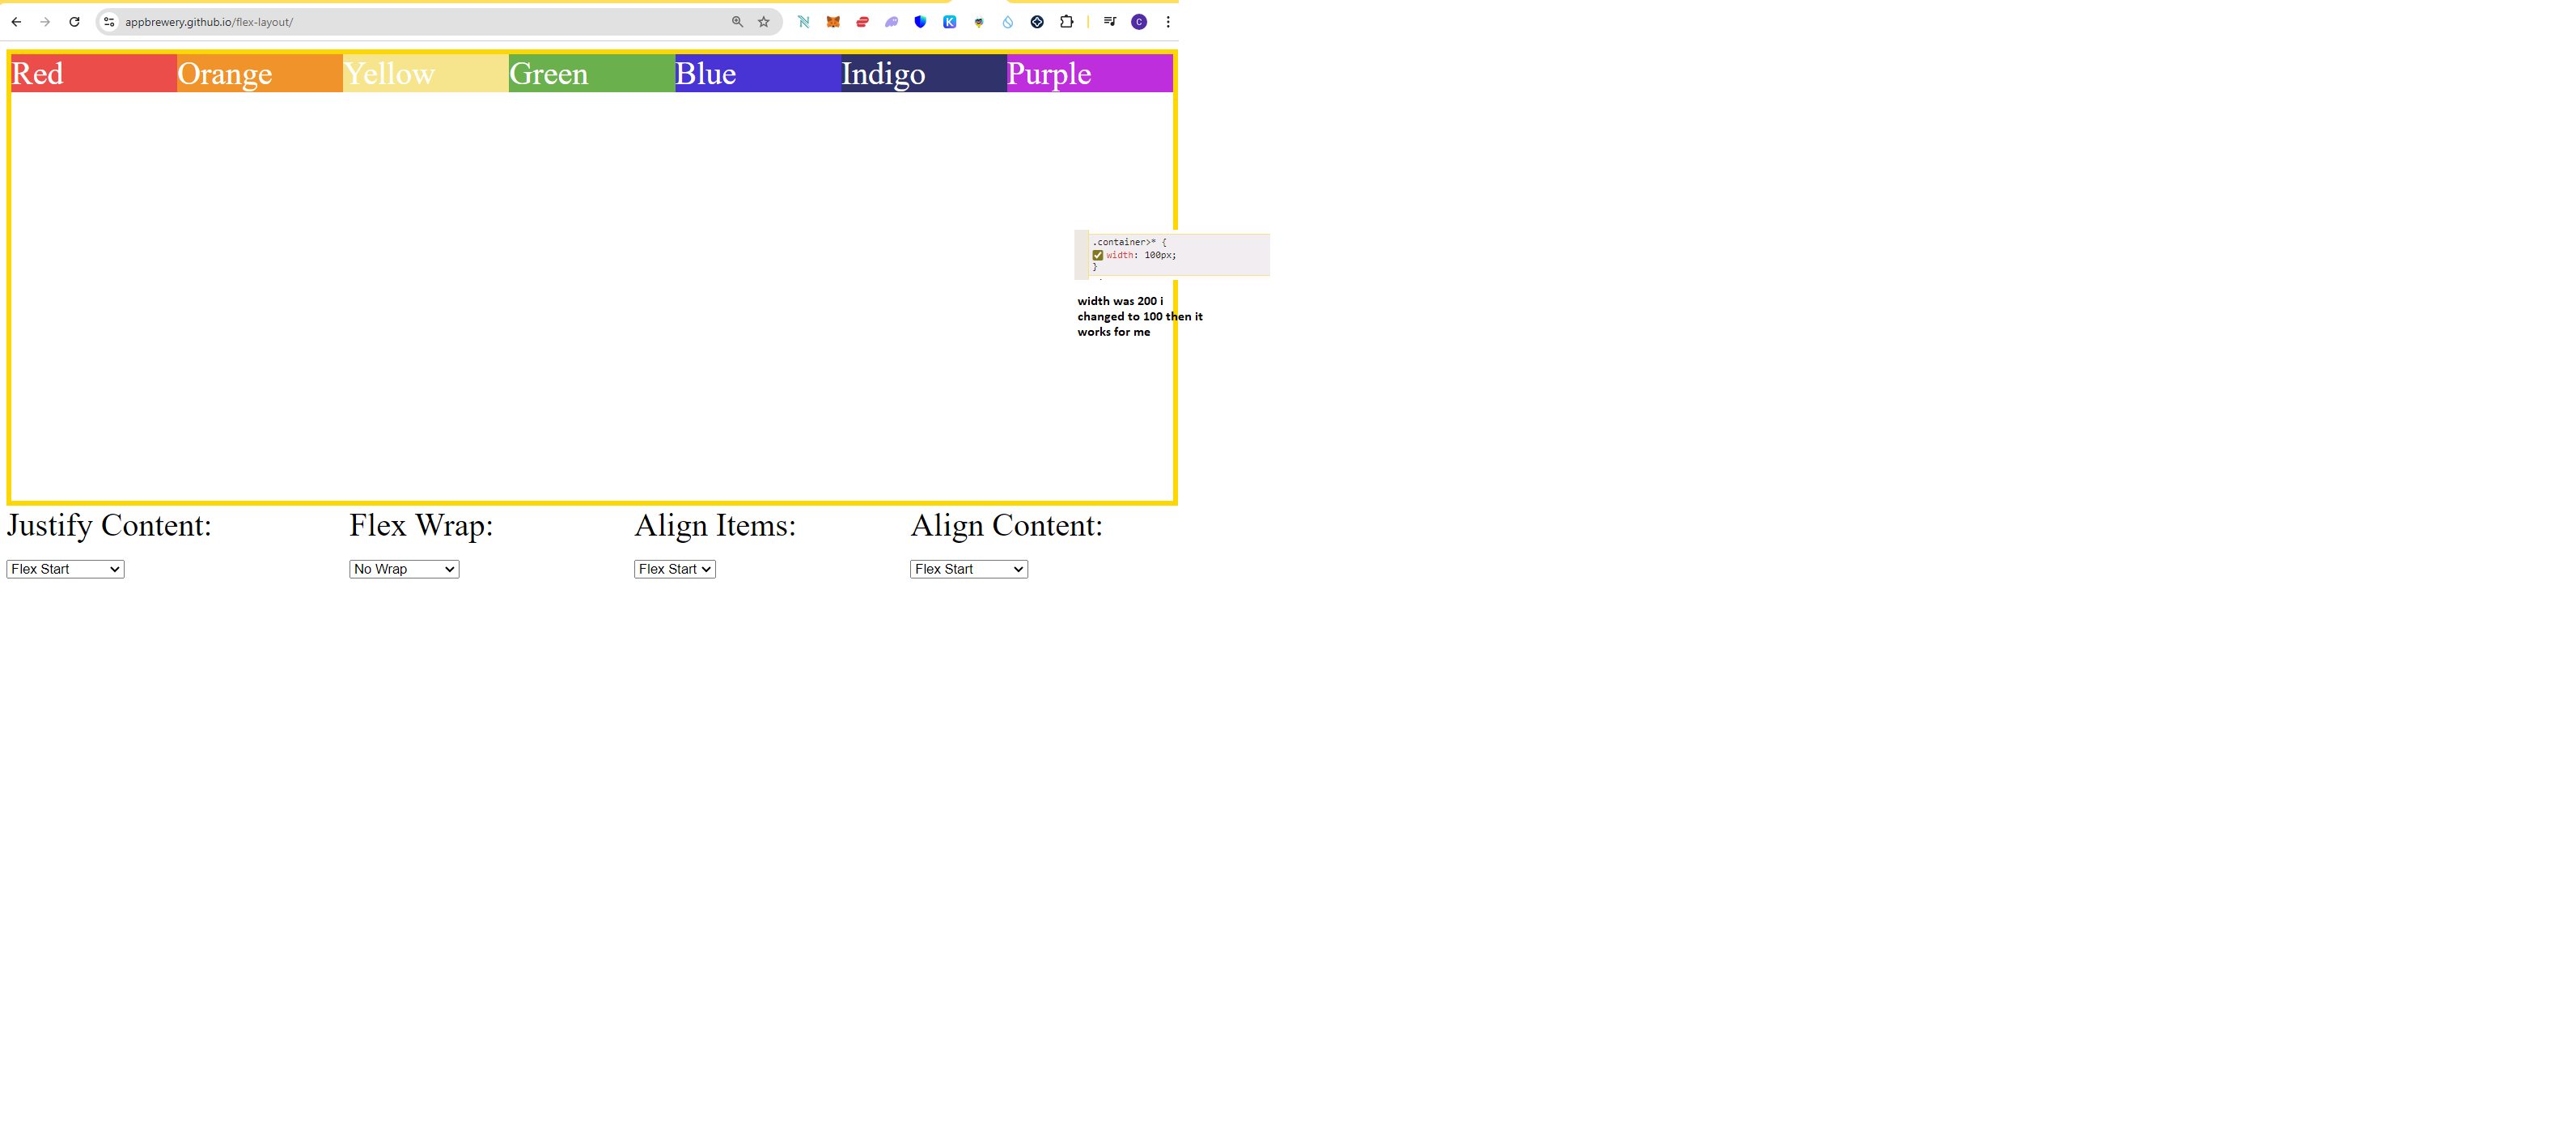 appbrewery.github.io/flex-layout/
K
C
Red Orange Yellow Green Blue Indigo Purple
.container>* {
width: 100px;
}
width was 200 i
changed to 100 then it
works for me
Justify Content: Flex Wrap: Align Items: Align Content:
Flex Start No Wrap Flex Start Flex Start